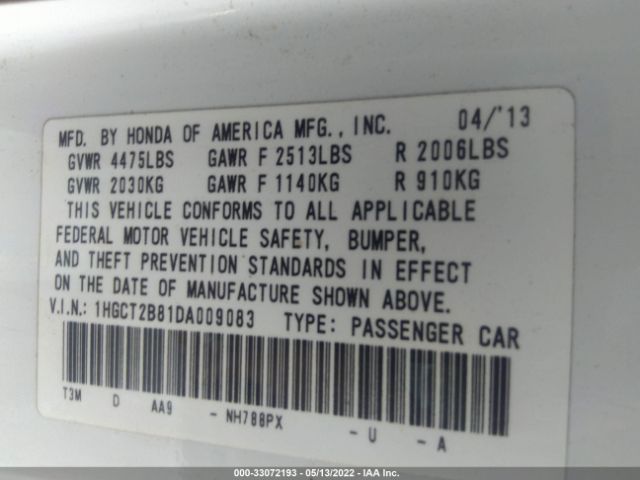 MFD. BY HONDA OF AMERICA MFG., INC. 04/'13
GVWR 4475LBS GAWR F 2513LBS R 2006LBS
GVWR 2030KG GAWR F 1140KG R 910KG
THIS VEHICLE CONFORMS TO ALL APPLICABLE
FEDERAL MOTOR VEHICLE SAFETY, BUMPER,
AND THEFT PREVENTION STANDARDS IN EFFECT
ON THE DATE OF MANUFACTURE SHOWN ABOVE.
V.I.N.: 1HGCT2B81DA009083 TYPE: PASSENGER CAR
T3M D AA9 - NH788PX - U - A
000-33072193 - 05/13/2022 - IAA Inc.